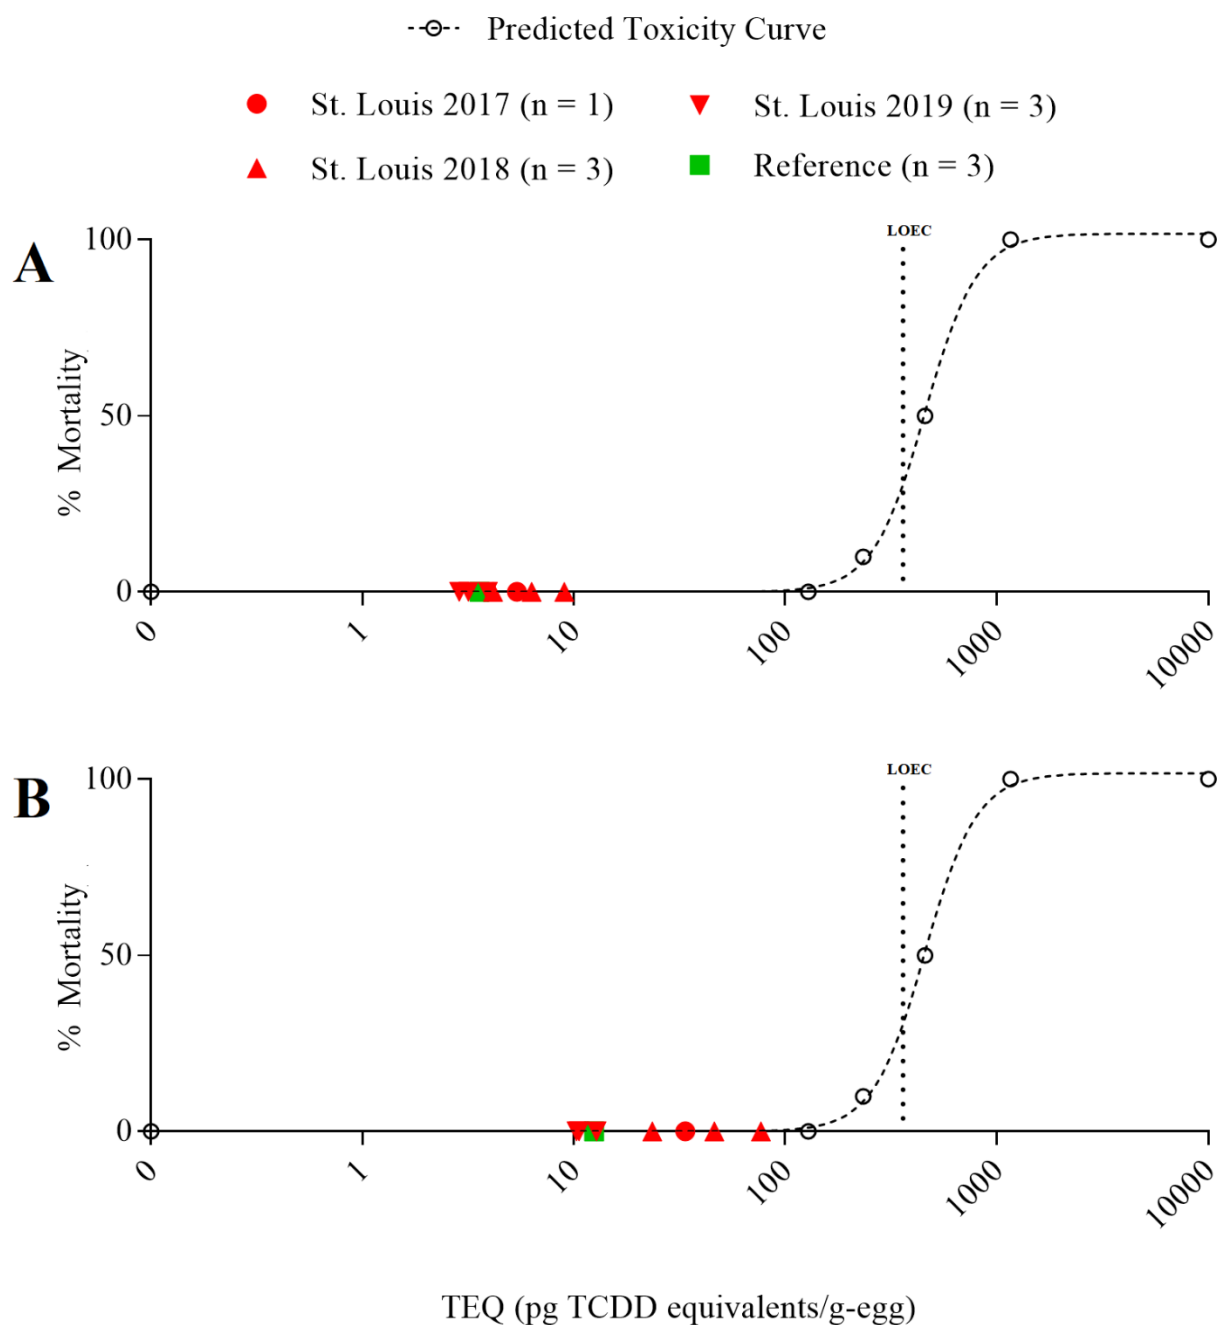 Predicted Toxicity Curve
St. Louis 2017 (n = 1)
St. Louis 2019 (n = 3)
St. Louis 2018 (n = 3)
Reference (n = 3)
A
LOEC
% Mortality
100
50
0
0 1 10 100 1000 10000
B
LOEC
% Mortality
100
50
0
0 1 10 100 1000 10000
TEQ (pg TCDD equivalents/g-egg)